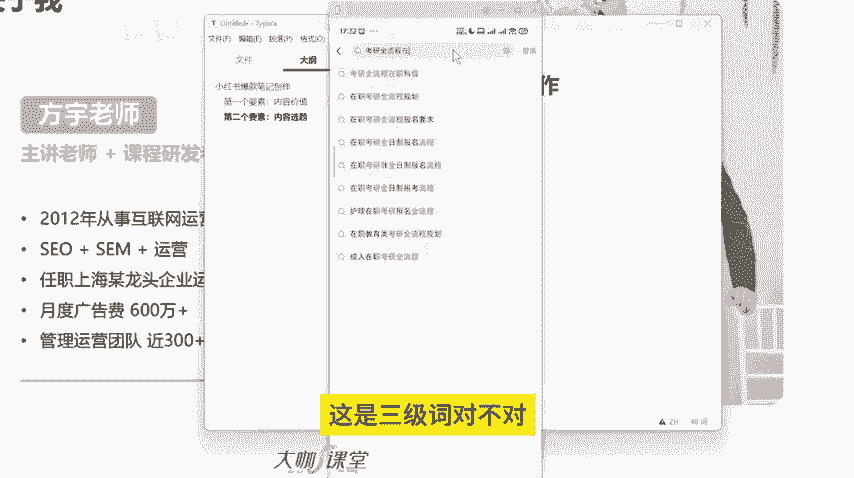 于我
方宇老师
主讲老师 + 课程研发
2012年从事互联网运营
SEO + SEM + 运营
任职上海某龙头企业运
月度广告费 600万+
管理运营团队 近300+
Untitled • - Typora
文件(F) 编辑(E) 段落(P) 格式(O)
文件 大纲
小红书爆款笔记创作
第一个要素：内容价值
第二个要素：内容选题
17:32
考研全流程在
搜索
考研全流程在职科普
在职考研全流程规划
在职考研全流程报名要求
在职考研全日制报名流程
在职考研非全日制报名流程
在职考研全日制报考流程
护理在职考研报名全流程
在职教育类考研全流程规划
成人在职考研全流程
作
ZH 48 词
这是三级词对不对
大咖课堂